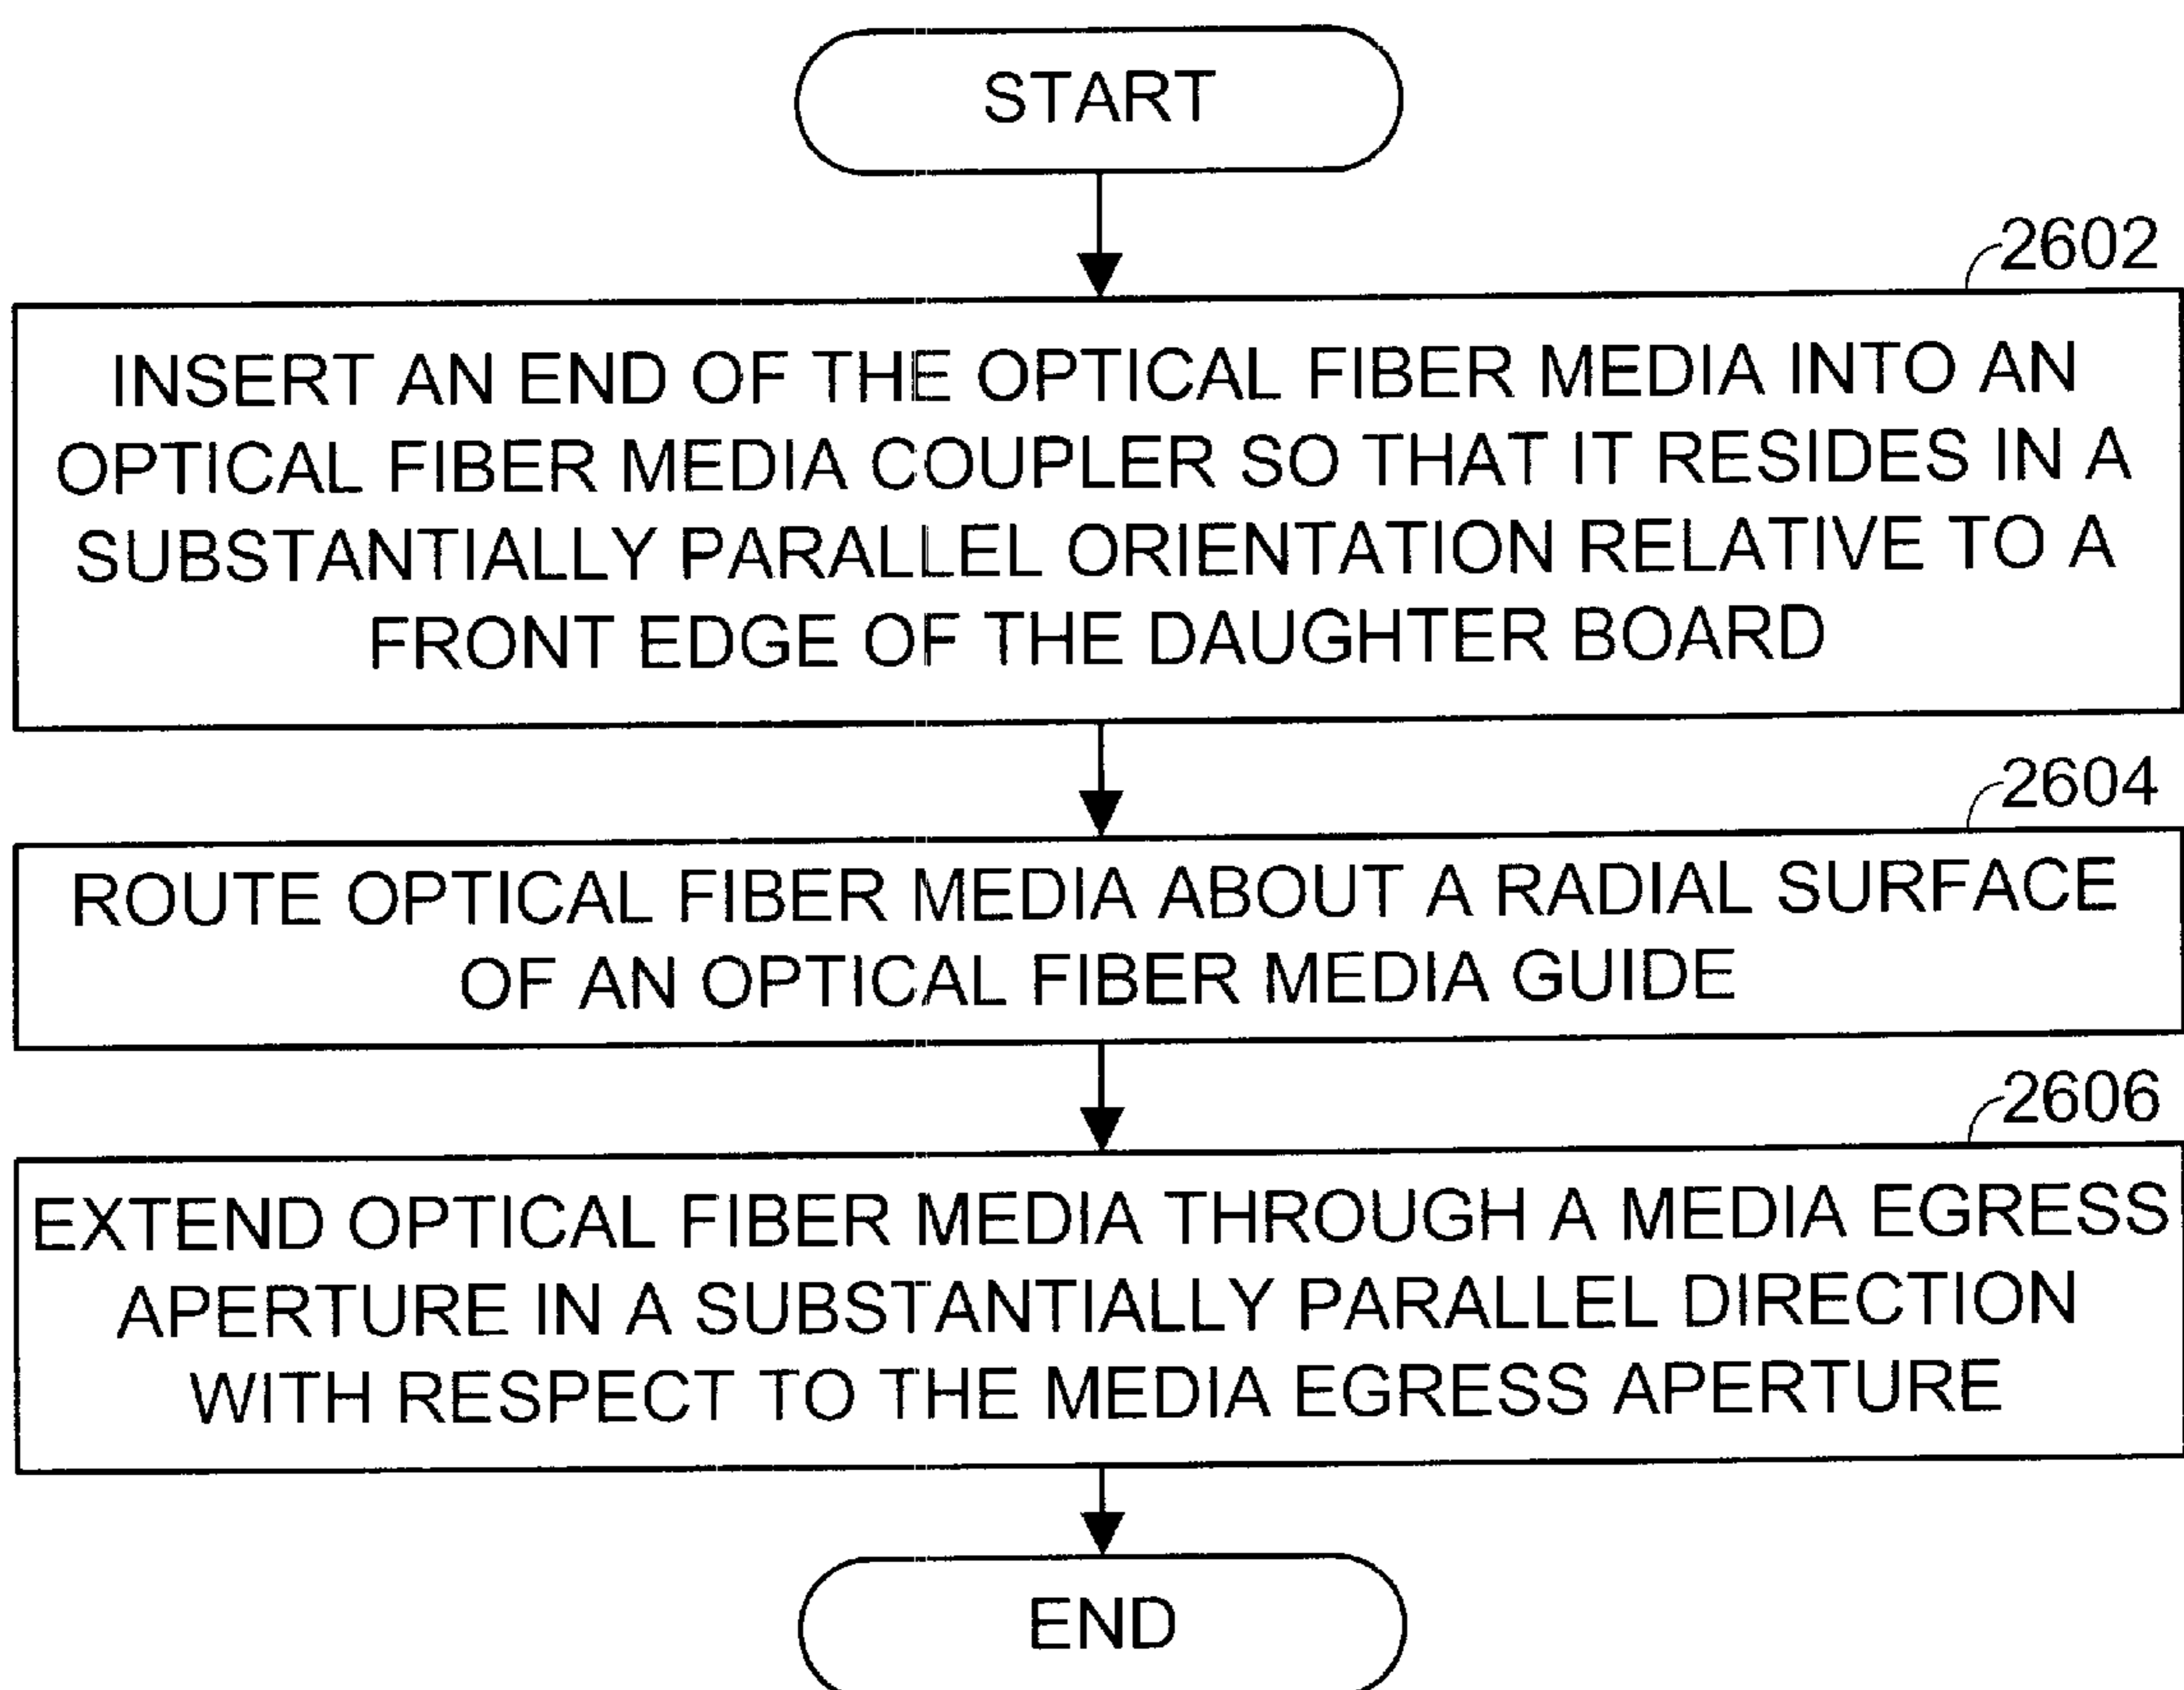 START
2602
INSERT AN END OF THE OPTICAL FIBER MEDIA INTO AN
OPTICAL FIBER MEDIA COUPLER SO THAT IT RESIDES IN A
SUBSTANTIALLY PARALLEL ORIENTATION RELATIVE TO A
FRONT EDGE OF THE DAUGHTER BOARD
2604
ROUTE OPTICAL FIBER MEDIA ABOUT A RADIAL SURFACE
OF AN OPTICAL FIBER MEDIA GUIDE
2606
EXTEND OPTICAL FIBER MEDIA THROUGH A MEDIA EGRESS
APERTURE IN A SUBSTANTIALLY PARALLEL DIRECTION
WITH RESPECT TO THE MEDIA EGRESS APERTURE
END